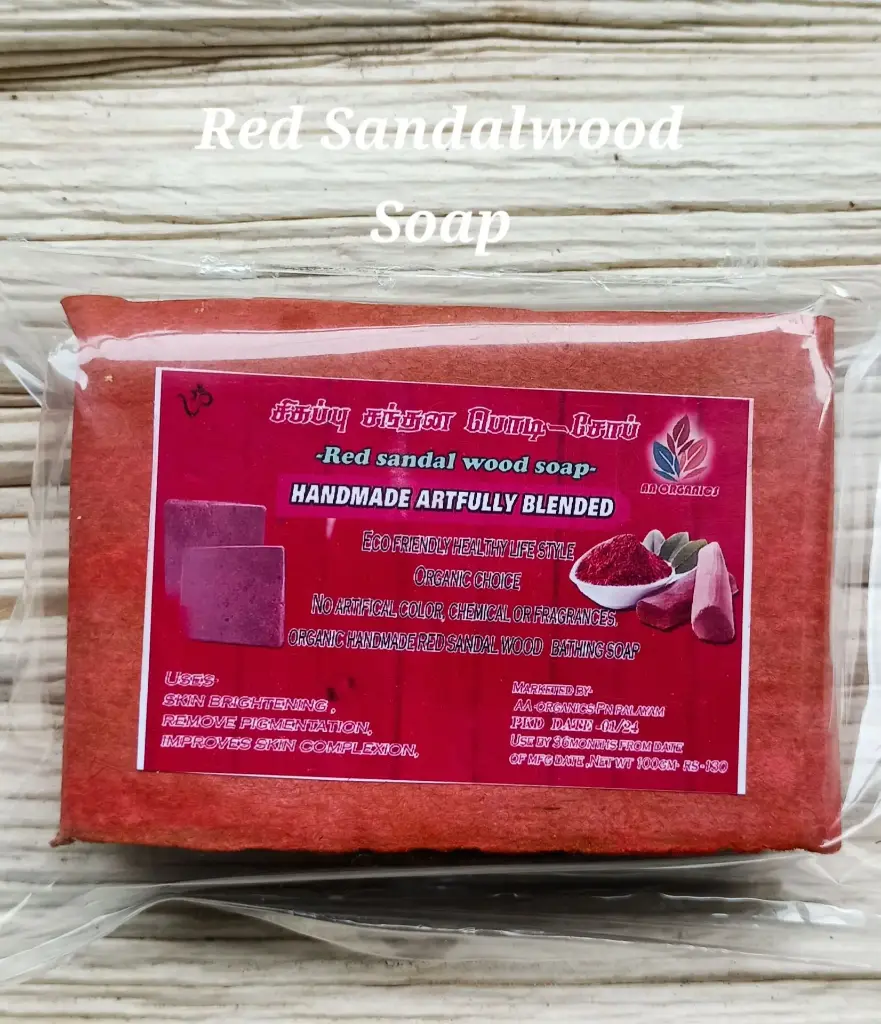 Red Sandalwood
Soap
சிகப்பு சந்தன பொடி-சோப்
-Red sandal wood soap-
AA ORGANICS
HANDMADE ARTFULLY BLENDED
ECO FRIENDLY HEALTHY LIFE STYLE
ORGANIC CHOICE
NO ARTIFICAL COLOR, CHEMICAL OR FRAGRANCES,
ORGANIC HANDMADE RED SANDAL WOOD BATHING SOAP
USES-
SKIN BRIGHTENING ,
REMOVE PIGMENTATION,
IMPROVES SKIN COMPLEXION,
MARKETED BY-
AA-ORGANICS PN PALAYAM
PKD DATE -01/24
USE BY 36MONTHS FROM DATE
OF MFG DATE ,NET WT 100GM- RS -130